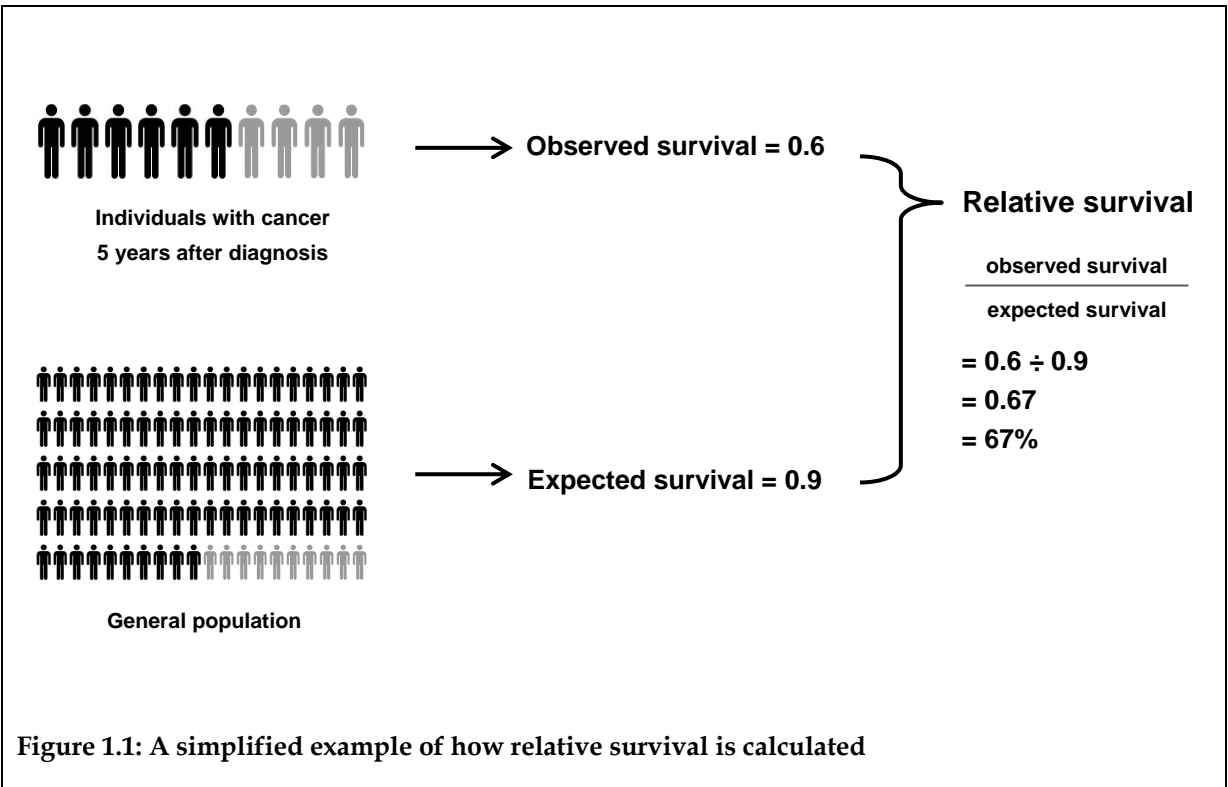 Observed survival = 0.6
Individuals with cancer
5 years after diagnosis
Relative survival
observed survival
expected survival
= 0.6 ÷ 0.9
= 0.67
= 67%
Expected survival = 0.9
General population
Figure 1.1: A simplified example of how relative survival is calculated